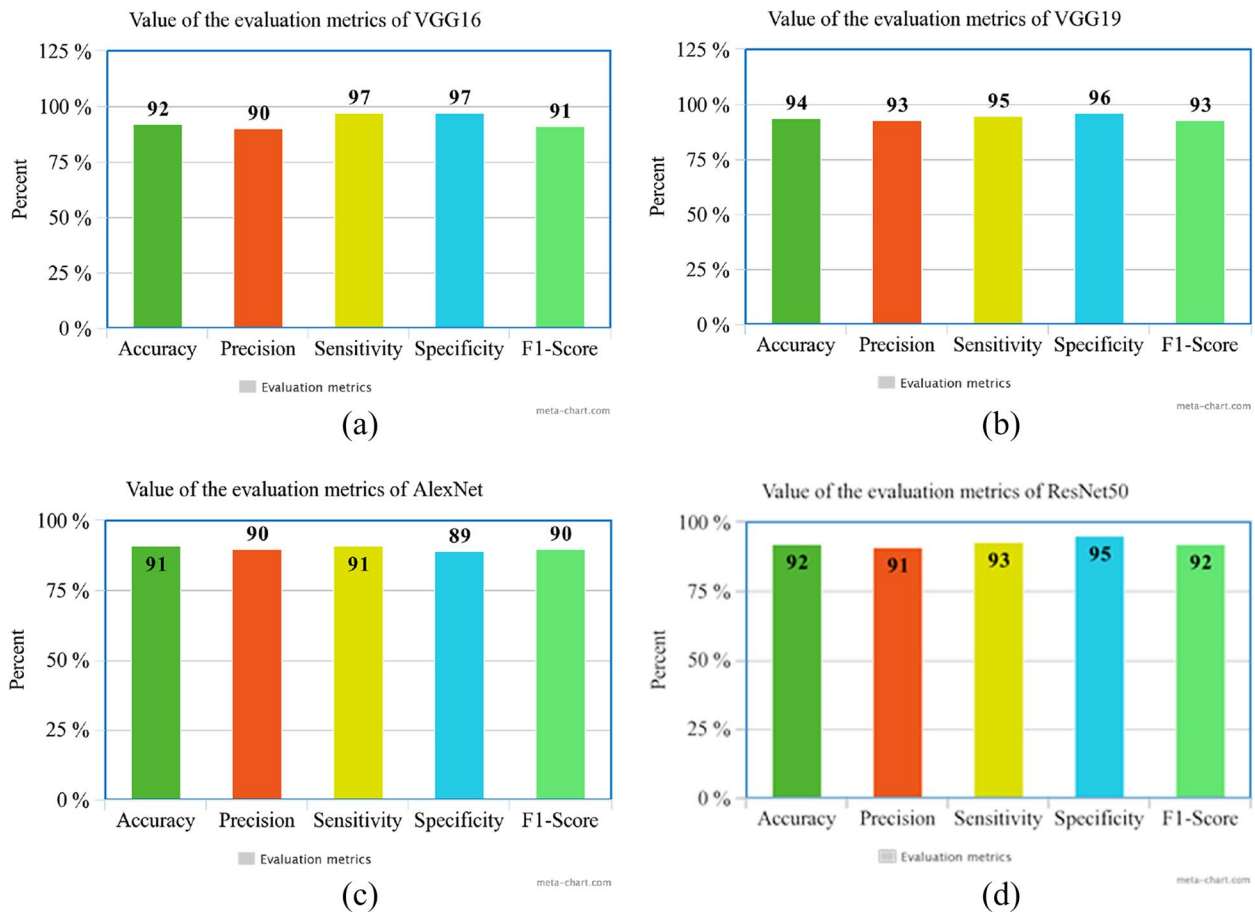 Value of the evaluation metrics of VGG16
125 %
100 %
75 %
50 %
25 %
0 %
Percent
92 90 97 97 91
Accuracy Precision Sensitivity Specificity F1-Score
Evaluation metrics
meta-chart.com
(a)
Value of the evaluation metrics of VGG19
125 %
100 %
75 %
50 %
25 %
0 %
Percent
94 93 95 96 93
Accuracy Precision Sensitivity Specificity F1-Score
Evaluation metrics
meta-chart.com
(b)
Value of the evaluation metrics of AlexNet
100 %
75 %
50 %
25 %
0 %
Percent
91 90 91 89 90
Accuracy Precision Sensitivity Specificity F1-Score
Evaluation metrics
meta-chart.com
(c)
Value of the evaluation metrics of ResNet50
100 %
75 %
50 %
25 %
0 %
Percent
92 91 93 95 92
Accuracy Precision Sensitivity Specificity F1-Score
Evaluation metrics
meta-chart.com
(d)